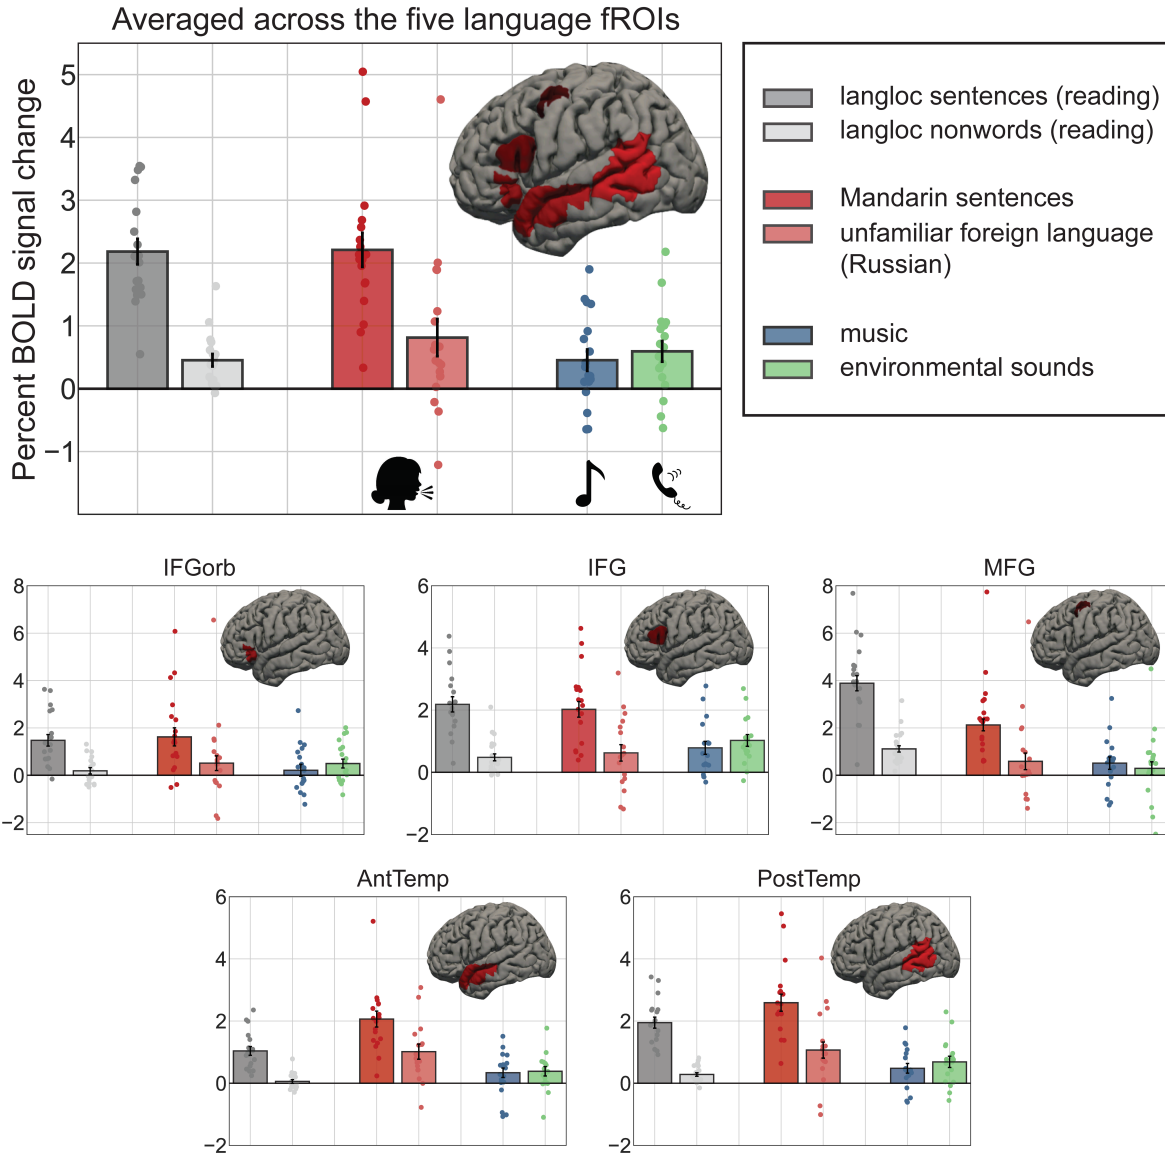 Averaged across the five language fROIs
Percent BOLD signal change
5
4
3
2
1
0
−1
langloc sentences (reading)
langloc nonwords (reading)
Mandarin sentences
unfamiliar foreign language
(Russian)
music
environmental sounds
IFGorb
8
6
4
2
0
−2
IFG
6
4
2
0
−2
MFG
8
6
4
2
0
−2
AntTemp
6
4
2
0
−2
PostTemp
6
4
2
0
−2